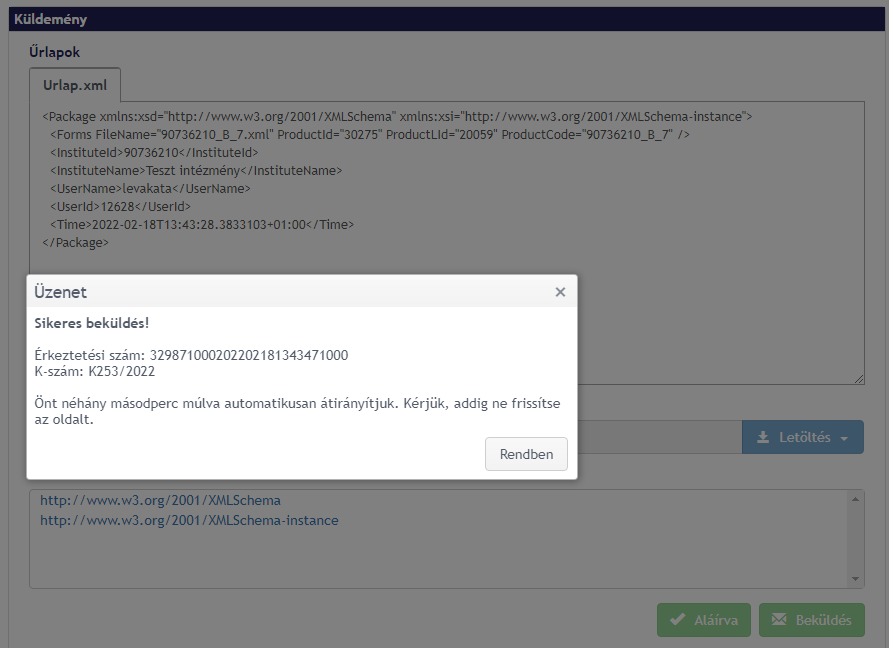 Küldemény
Űrlapok
Urlap.xml
<Package xmlns:xsd="http://www.w3.org/2001/XMLSchema" xmlns:xsi="http://www.w3.org/2001/XMLSchema-instance">
<Forms FileName="90736210_B_7.xml" ProductId="30275" ProductLId="20059" ProductCode="90736210_B_7" />
<InstituteId>90736210</InstituteId>
<InstituteName>Teszt intézmény</InstituteName>
<UserName>levakata</UserName>
<UserId>12628</UserId>
<Time>2022-02-18T13:43:28.3833103+01:00</Time>
</Package>
Üzenet
×
Sikeres beküldés!
Érkeztetési szám: 329871000202202181343471000
K-szám: K253/2022
Önt néhány másodperc múlva automatikusan átirányítjuk. Kérjük, addig ne frissítse
az oldalt.
Rendben
Letöltés
http://www.w3.org/2001/XMLSchema
http://www.w3.org/2001/XMLSchema-instance
Aláírva
Beküldés